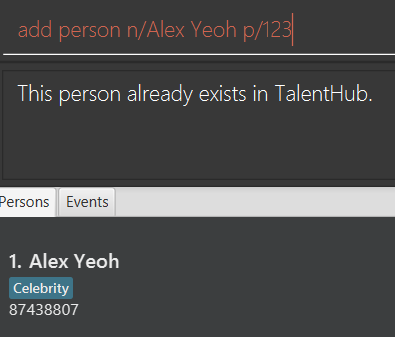 add person n/Alex Yeoh p/123
This person already exists in TalentHub.
Persons Events
1. Alex Yeoh
Celebrity
87438807